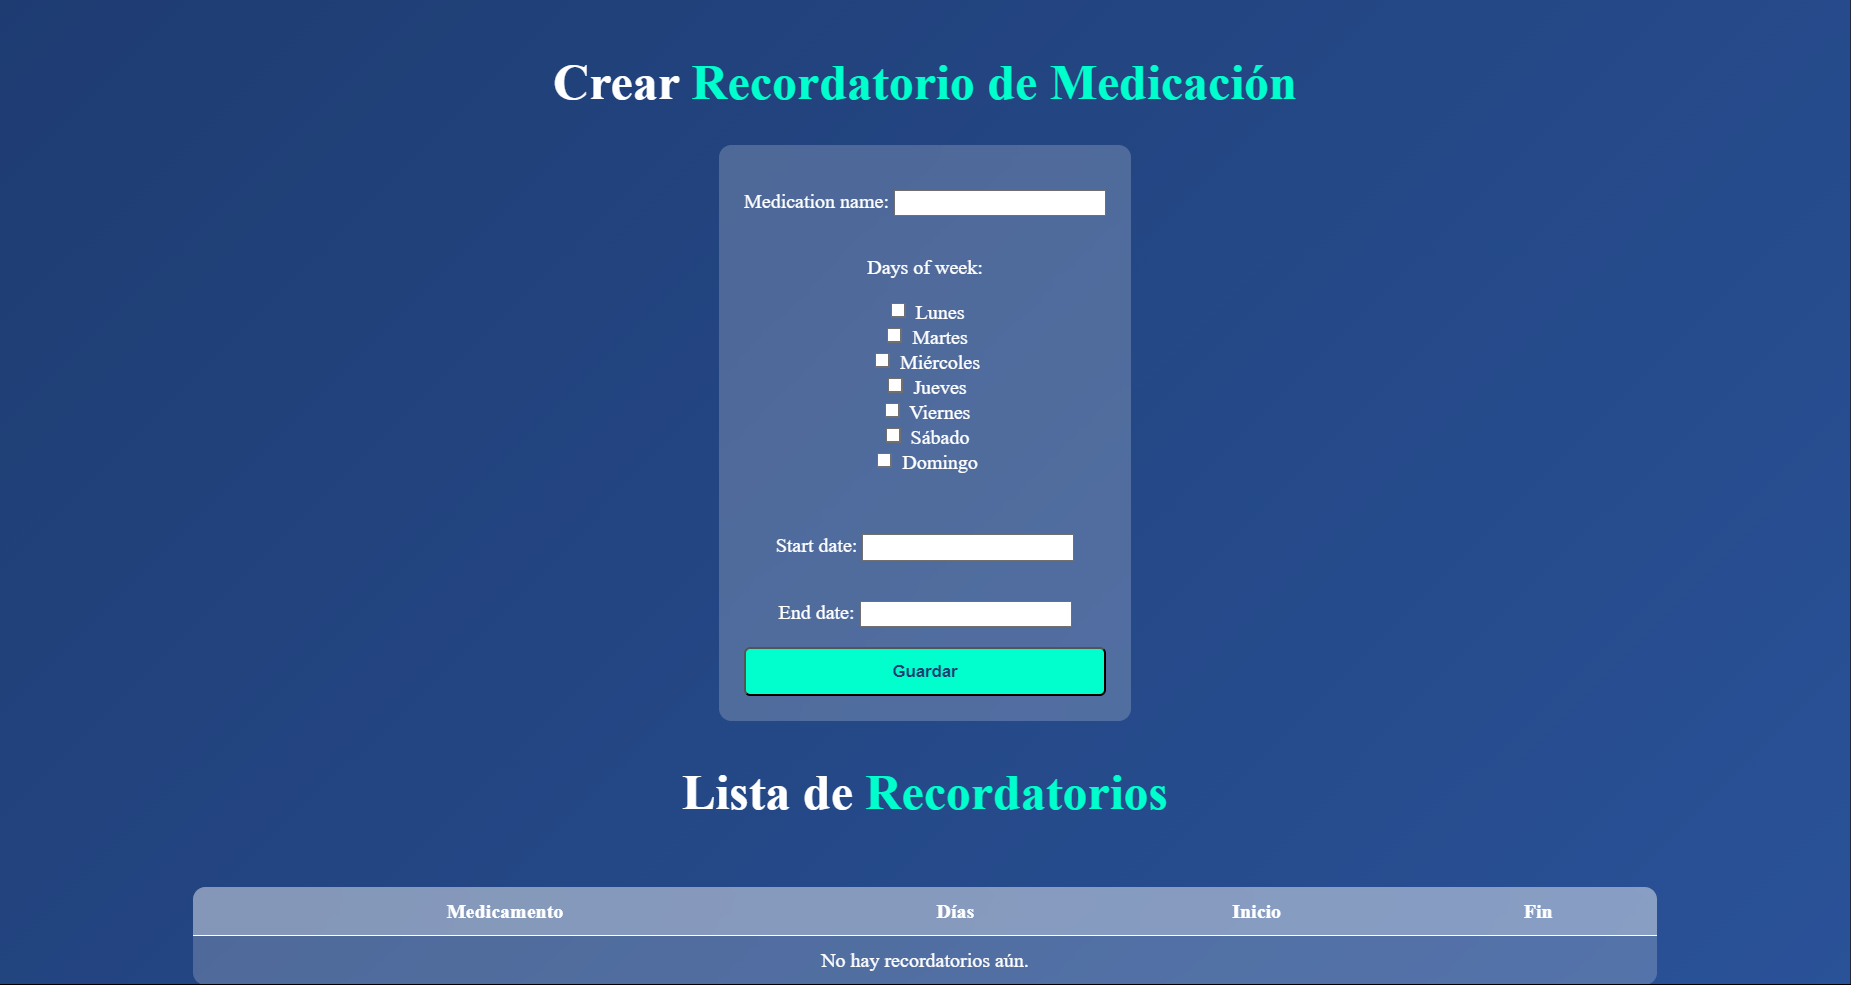 Crear Recordatorio de Medicación
Medication name:
Days of week:
Lunes
Martes
Miércoles
Jueves
Viernes
Sábado
Domingo
Start date:
End date:
Guardar
Lista de Recordatorios
Medicamento Días Inicio Fin
No hay recordatorios aún.